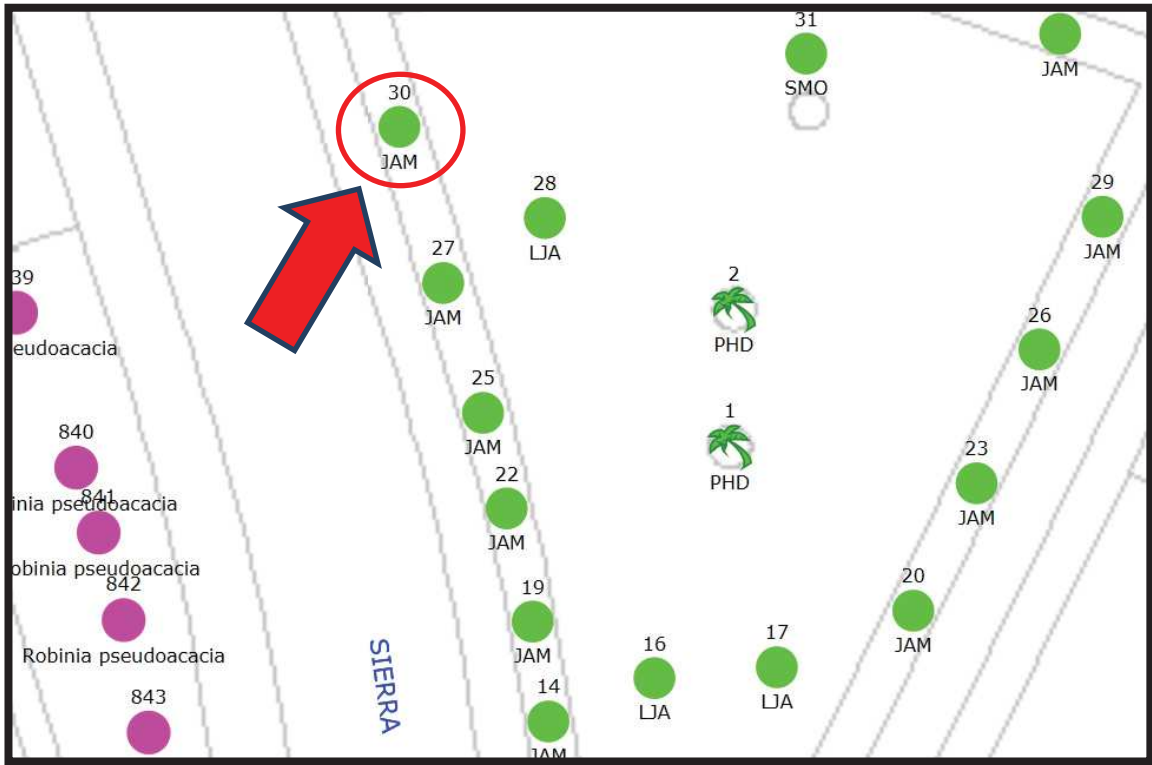 31
SMO
JAM
30
JAM
28
LJA
29
JAM
27
JAM
39
eudoacacia
2
PHD
26
JAM
25
JAM
1
PHD
840
inia pseudoacacia
841
obinia pseudoacacia
22
JAM
23
JAM
842
Robinia pseudoacacia
19
JAM
20
JAM
SIERRA
16
LJA
17
LJA
843
14
JAM